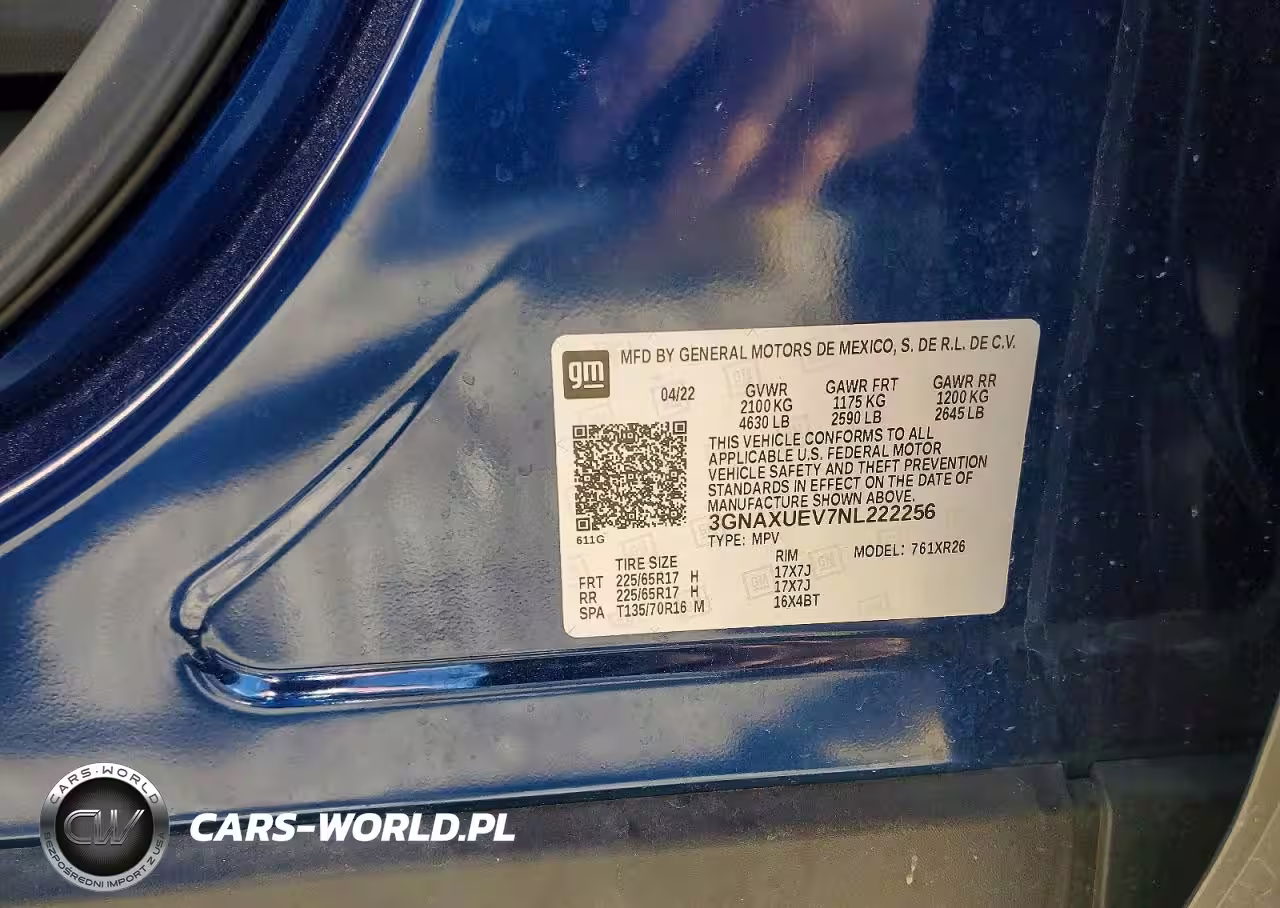 gm
MFD BY GENERAL MOTORS DE MEXICO, S. DE R.L. DE C.V.
04/22
GVWR
2100 KG
4630 LB
GAWR FRT
1175 KG
2590 LB
GAWR RR
1200 KG
2645 LB
THIS VEHICLE CONFORMS TO ALL
APPLICABLE U.S. FEDERAL MOTOR
VEHICLE SAFETY AND THEFT PREVENTION
STANDARDS IN EFFECT ON THE DATE OF
MANUFACTURE SHOWN ABOVE.
3GNAXUEV7NL222256
611G
TYPE: MPV
MODEL: 761XR26
TIRE SIZE RIM
FRT 225/65R17 H 17X7J
RR 225/65R17 H 17X7J
SPA T135/70R16 M 16X4BT
CARS-WORLD
CW
BEZPOŚREDNI IMPORT Z USA
CARS-WORLD.PL